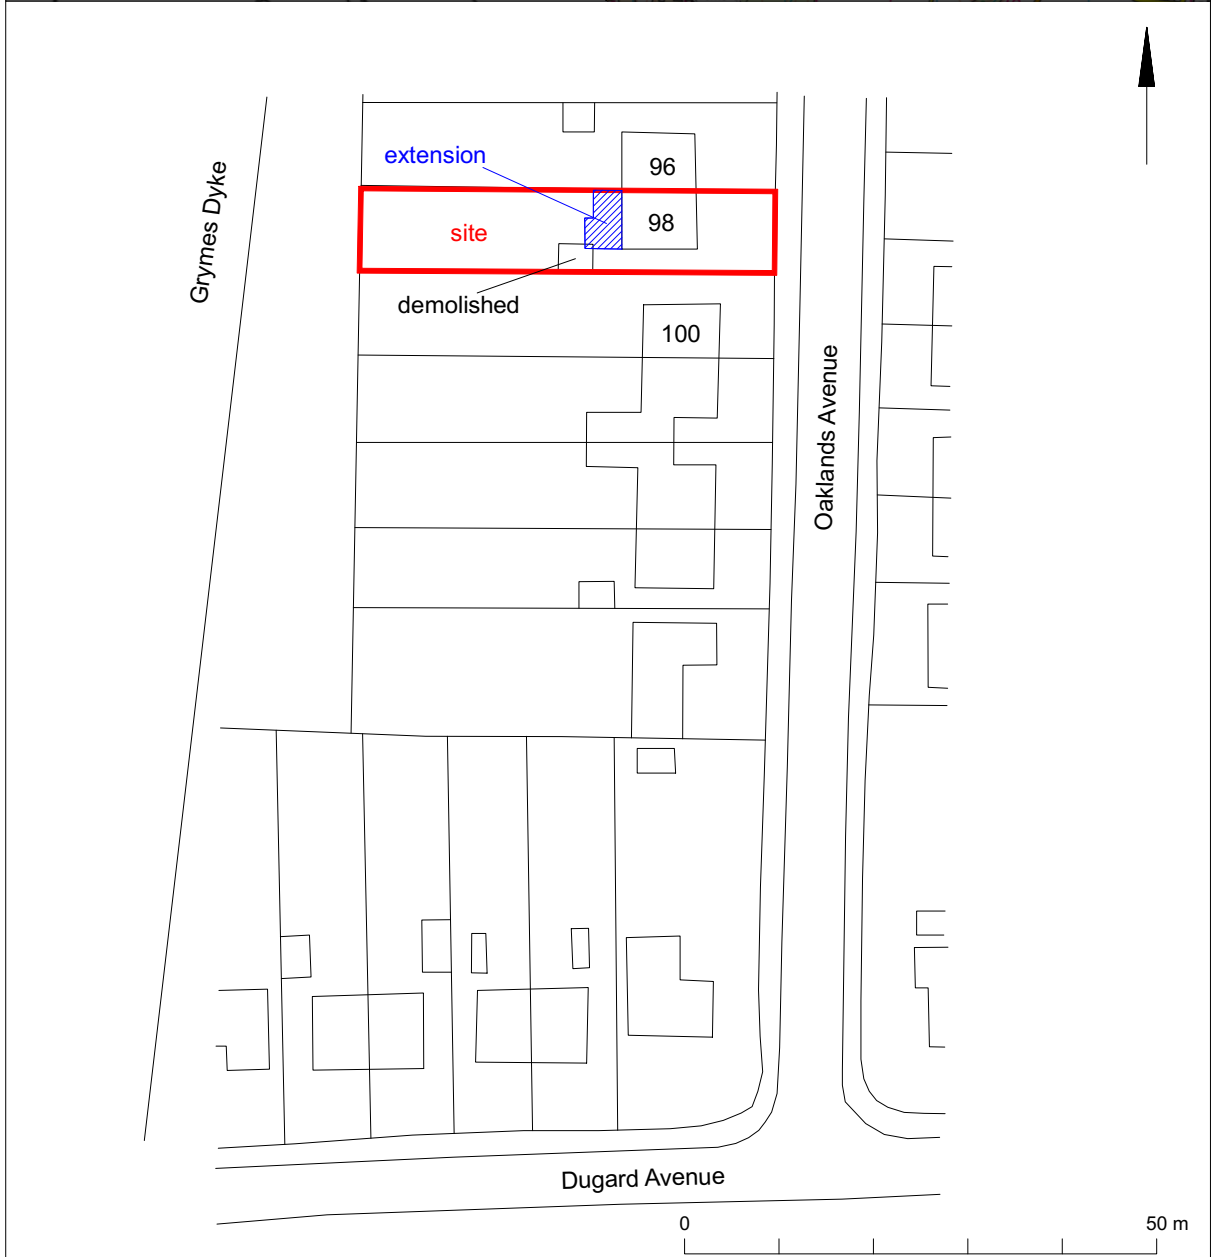 extension
96
98
site
Grymes Dyke
demolished
100
Oaklands Avenue
Dugard Avenue
0
50 m